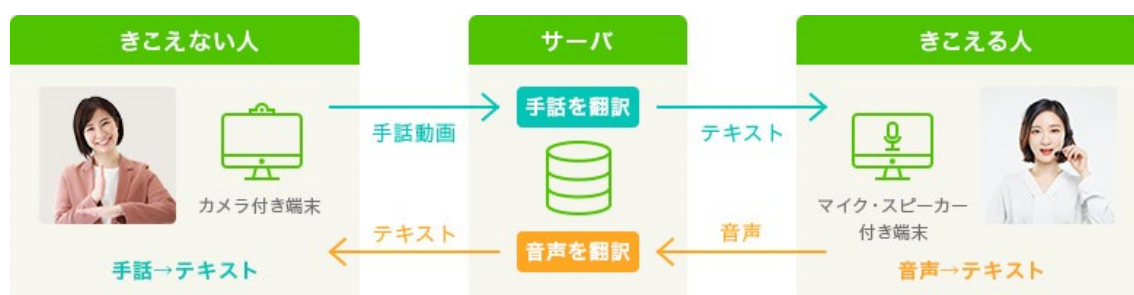 きこえない人
サーバ
きこえる人
手話を翻訳
手話動画
テキスト
カメラ付き端末
マイク・スピーカー
付き端末
テキスト
音声
音声を翻訳
手話→テキスト
音声→テキスト